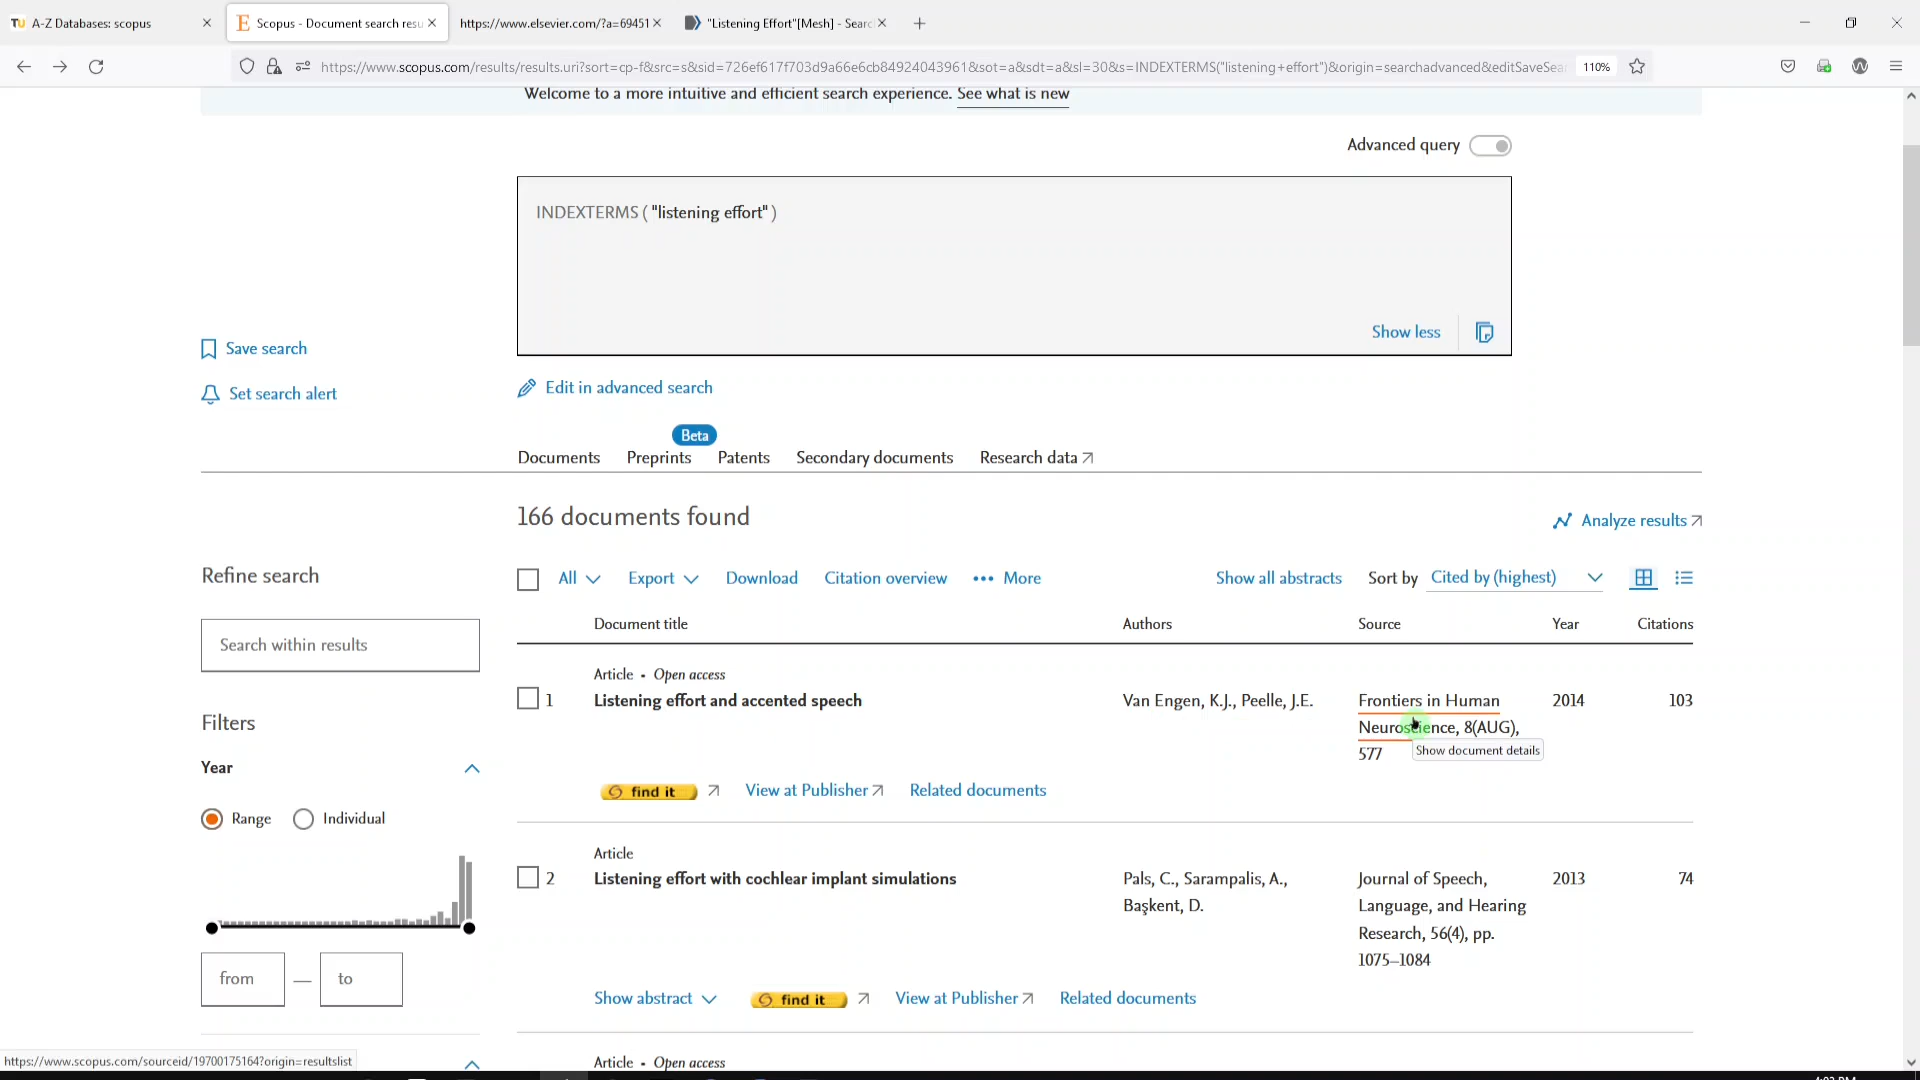 TU A-Z Databases: scopus
E Scopus - Document search resu
https://www.elsevier.com/?a=69451
"Listening Effort"[Mesh] - Searc
https://www.scopus.com/results/results.uri?sort=cp-f&src=s&sid=726ef617f703d9a66e6cb84924043961&sot=a&sdt=a&sl=30&s=INDEXTERMS("listening+effort")&origin=searchadvanced&editSaveSea
110%
Welcome to a more intuitive and efficient search experience. See what is new
Advanced query
INDEXTERMS ( "listening effort" )
Show less
Save search
Set search alert
Edit in advanced search
Beta
Documents Preprints Patents Secondary documents Research data
166 documents found
Analyze results
Refine search
All Export Download Citation overview ••• More Show all abstracts Sort by Cited by (highest)
Document title Authors Source Year Citations
Search within results
Article • Open access
1 Listening effort and accented speech Van Engen, K.J., Peelle, J.E. Frontiers in Human 2014 103
Neuroscience, 8(AUG),
577
Show document details
find it View at Publisher Related documents
Filters
Year
Range Individual
from — to
Article
2 Listening effort with cochlear implant simulations Pals, C., Sarampalis, A., Journal of Speech, 2013 74
Başkent, D. Language, and Hearing
Research, 56(4), pp.
1075–1084
Show abstract find it View at Publisher Related documents
Article • Open access
https://www.scopus.com/sourceid/19700175164?origin=resultslist